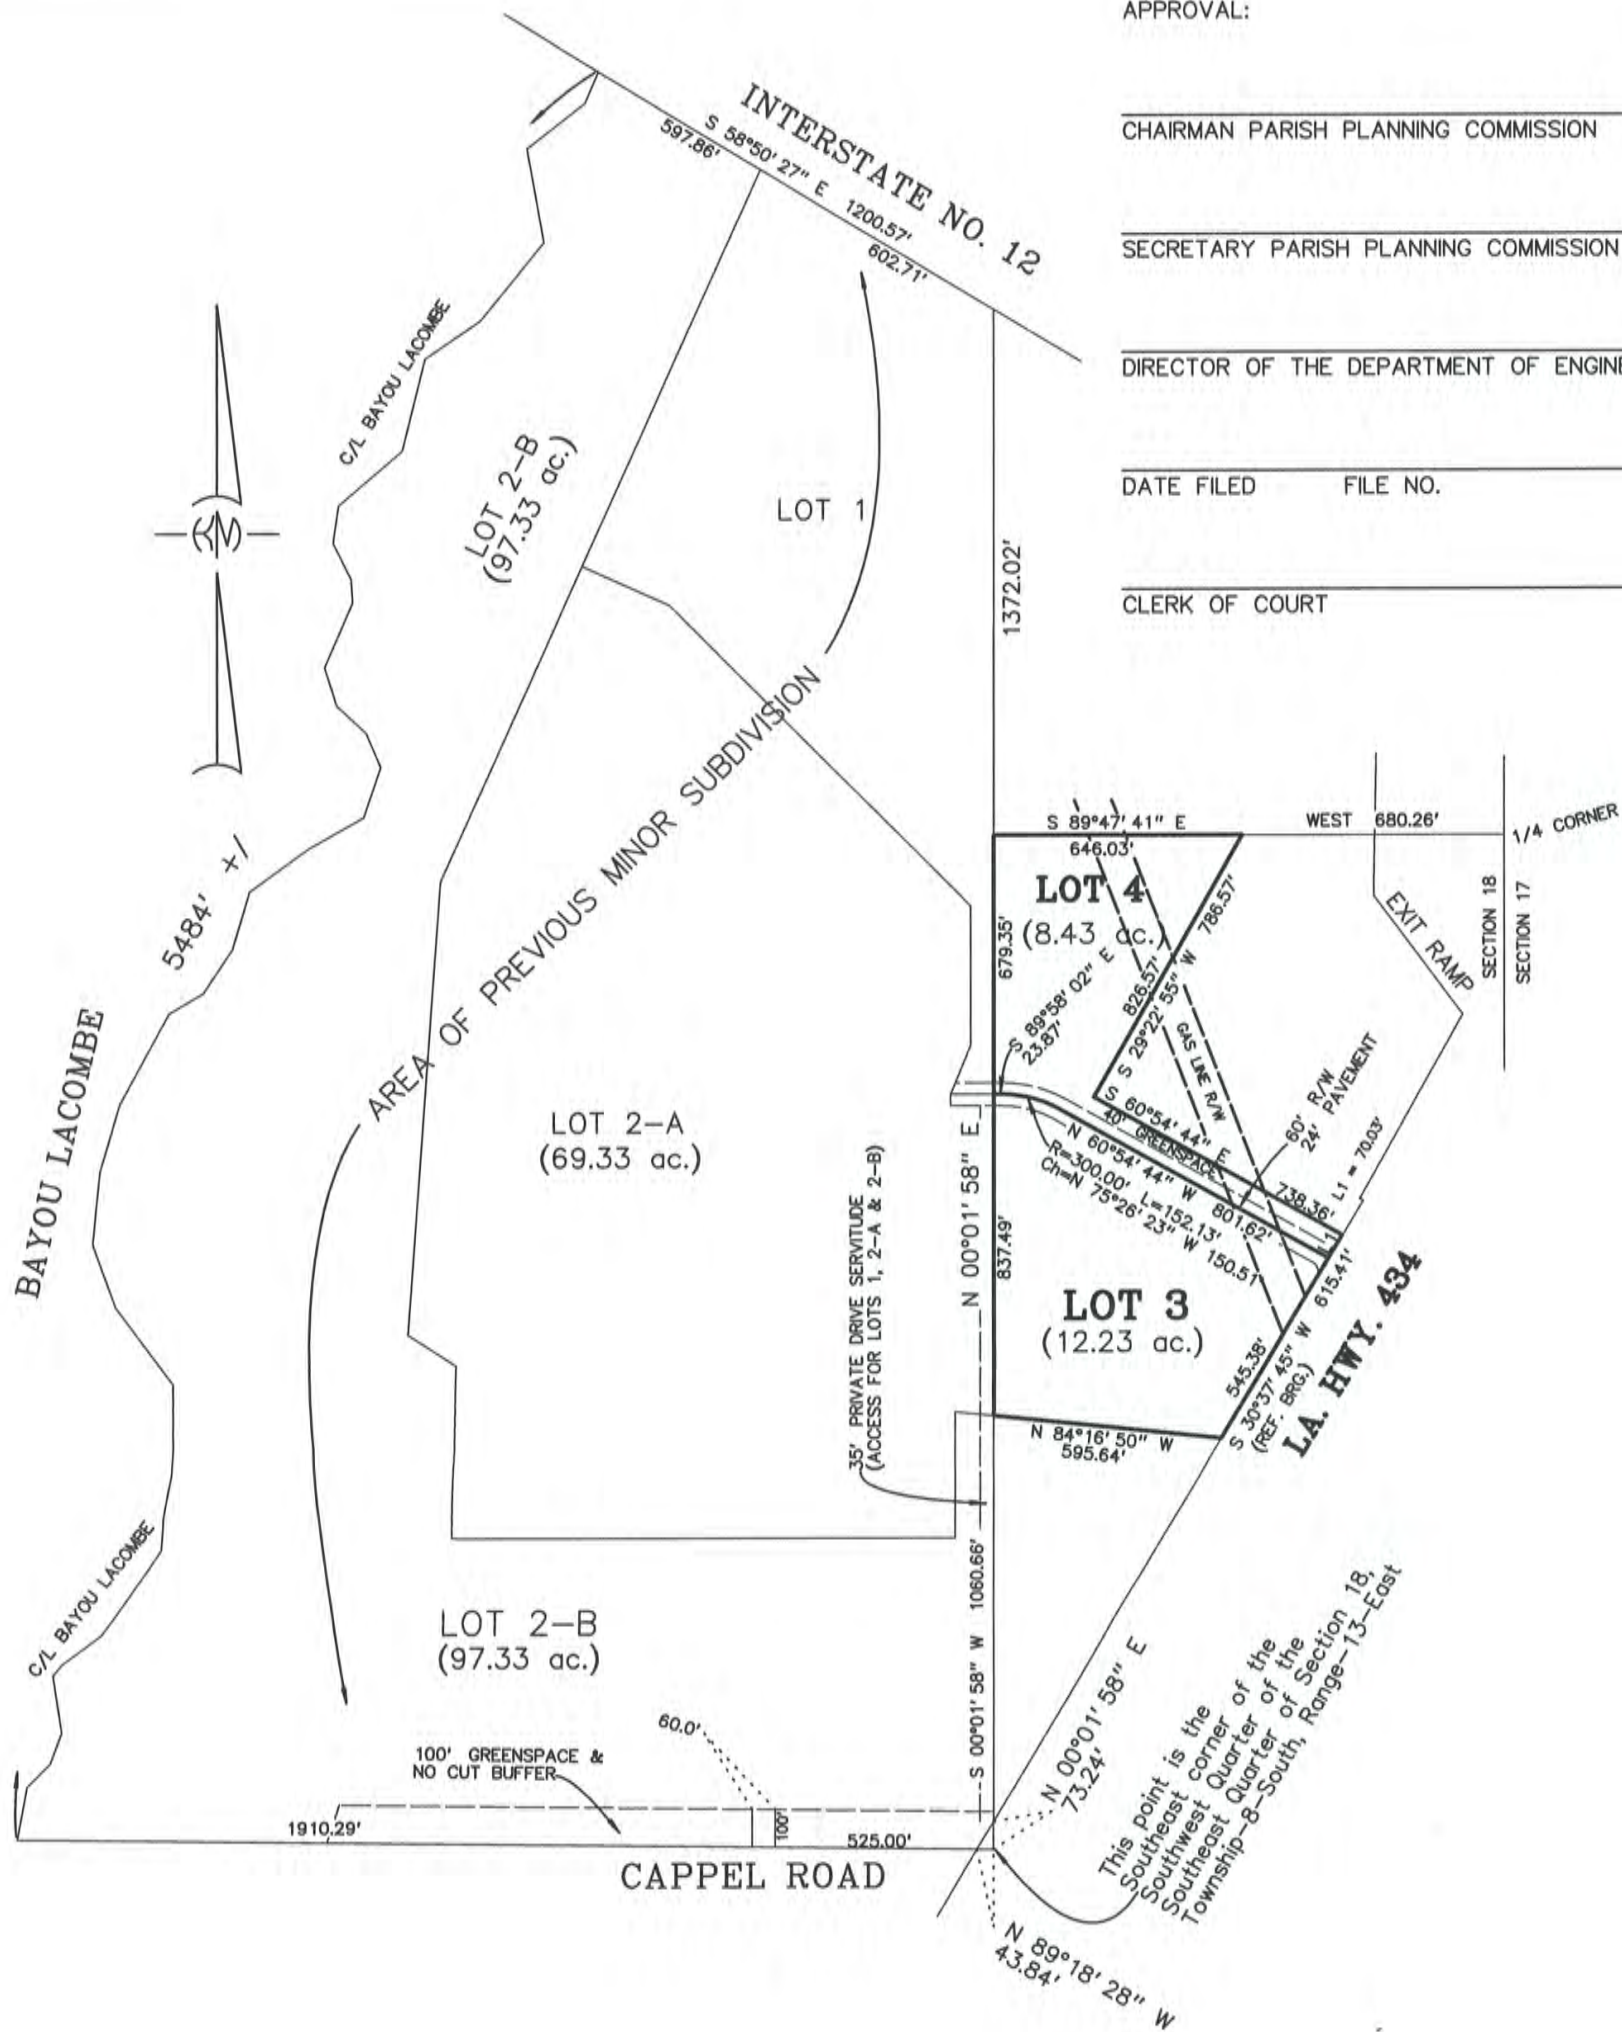 APPROVAL:
CHAIRMAN PARISH PLANNING COMMISSION
SECRETARY PARISH PLANNING COMMISSION
DIRECTOR OF THE DEPARTMENT OF ENGINE
DATE FILED FILE NO.
CLERK OF COURT
INTERSTATE NO. 12
S 58°50'27" E 1200.57'
597.86'
602.71'
C/L BAYOU LACOMBE
LOT 2-B
(97.33 ac.)
LOT 1
1372.02'
AREA OF PREVIOUS MINOR SUBDIVISION
5484' +/
BAYOU LACOMBE
S 89°47'41" E
646.03'
WEST 680.26'
1/4 CORNER
SECTION 18
SECTION 17
EXIT RAMP
LOT 4
(8.43 ac.)
679.35'
S 89°58'02" E
23.87'
786.57'
826.57'
S 29°22'55" W
GAS LINE R/W
60' R/W
24' PAVEMENT
L1 = 70.03'
S 60°54'44" E
738.36'
40' GREENSPACE
N 60°54'44" W 801.62'
R=300.00' L=152.13'
Ch=N 75°26'23" W 150.51'
L1
LOT 2-A
(69.33 ac.)
35' PRIVATE DRIVE SERVITUDE
(ACCESS FOR LOTS 1, 2-A & 2-B)
N 00°01'58" E
837.49'
LOT 3
(12.23 ac.)
615.41'
545.38'
S 30°37'45" W
(REF. BRG.)
LA. HWY. 434
N 84°16'50" W
595.64'
C/L BAYOU LACOMBE
LOT 2-B
(97.33 ac.)
S 00°01'58" W 1060.66'
60.0'
100' GREENSPACE &
NO CUT BUFFER
1910.29'
100'
525.00'
CAPPEL ROAD
N 00°01'58" E
73.24'
This point is the
Southeast corner of the
Southwest Quarter of the
Southeast Quarter of Section 18,
Township-8-South, Range-13-East
N 89°18'28" W
43.84'